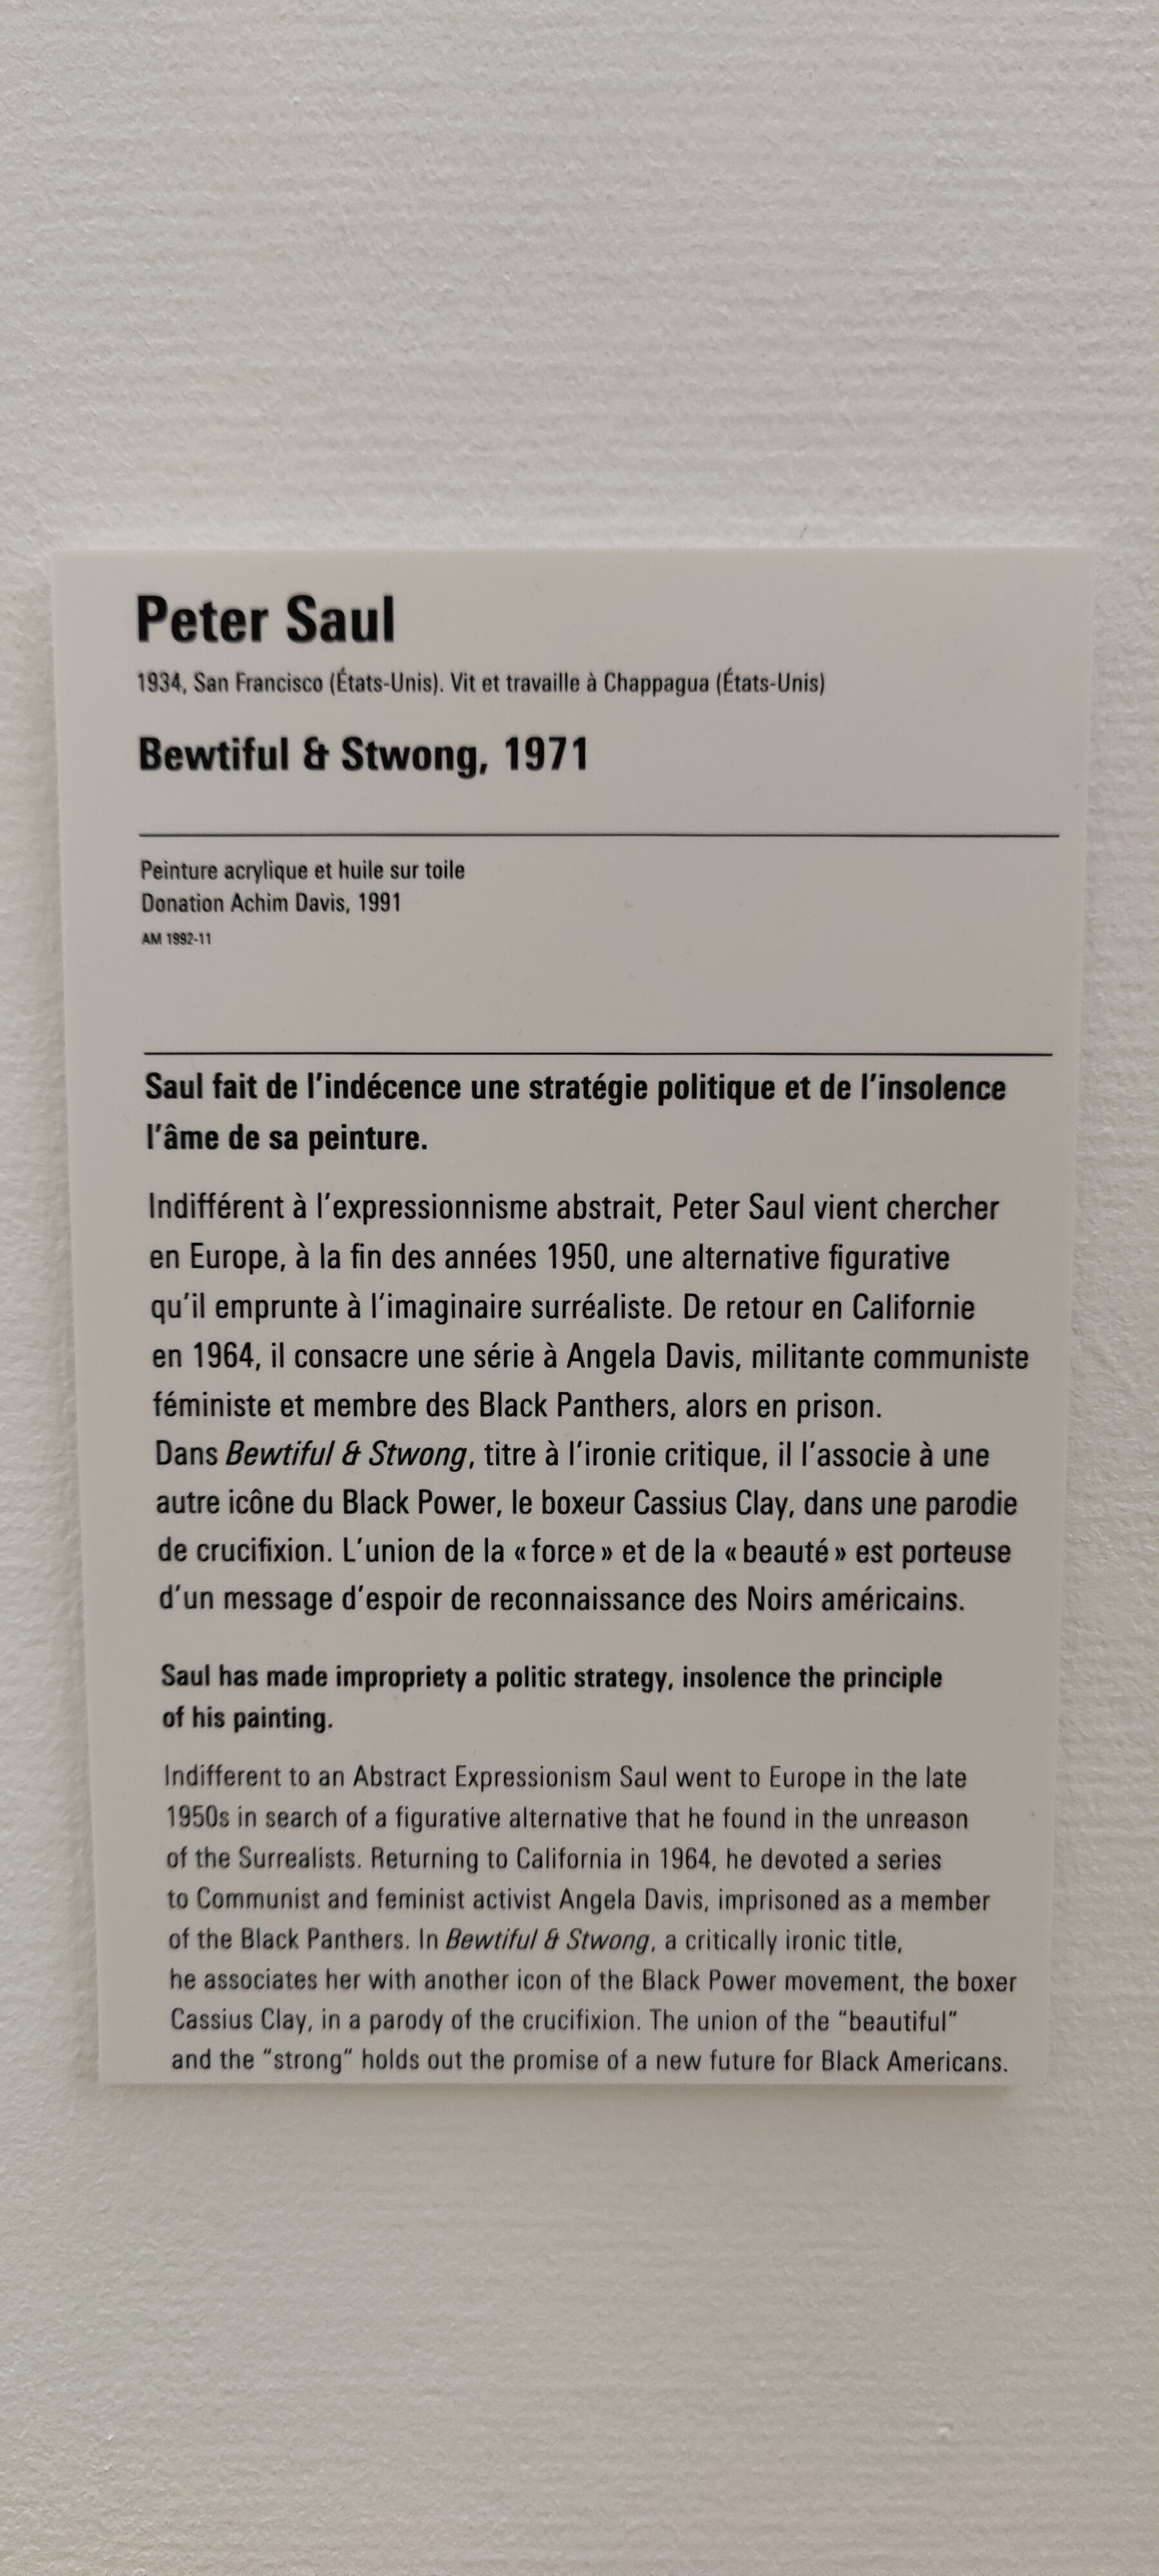 Peter Saul
1934, San Francisco (États-Unis). Vit et travaille à Chappagua (États-Unis)
Bewtiful & Stwong, 1971
Peinture acrylique et huile sur toile
Donation Achim Davis, 1991
AM 1992-11
Saul fait de l’indécence une stratégie politique et de l’insolence
l’âme de sa peinture.
Indifférent à l’expressionnisme abstrait, Peter Saul vient chercher
en Europe, à la fin des années 1950, une alternative figurative
qu’il emprunte à l’imaginaire surréaliste. De retour en Californie
en 1964, il consacre une série à Angela Davis, militante communiste
féministe et membre des Black Panthers, alors en prison.
Dans Bewtiful & Stwong, titre à l’ironie critique, il l’associe à une
autre icône du Black Power, le boxeur Cassius Clay, dans une parodie
de crucifixion. L’union de la « force » et de la « beauté » est porteuse
d’un message d’espoir de reconnaissance des Noirs américains.
Saul has made impropriety a politic strategy, insolence the principle
of his painting.
Indifferent to an Abstract Expressionism Saul went to Europe in the late
1950s in search of a figurative alternative that he found in the unreason
of the Surrealists. Returning to California in 1964, he devoted a series
to Communist and feminist activist Angela Davis, imprisoned as a member
of the Black Panthers. In Bewtiful & Stwong, a critically ironic title,
he associates her with another icon of the Black Power movement, the boxer
Cassius Clay, in a parody of the crucifixion. The union of the “beautiful”
and the “strong” holds out the promise of a new future for Black Americans.